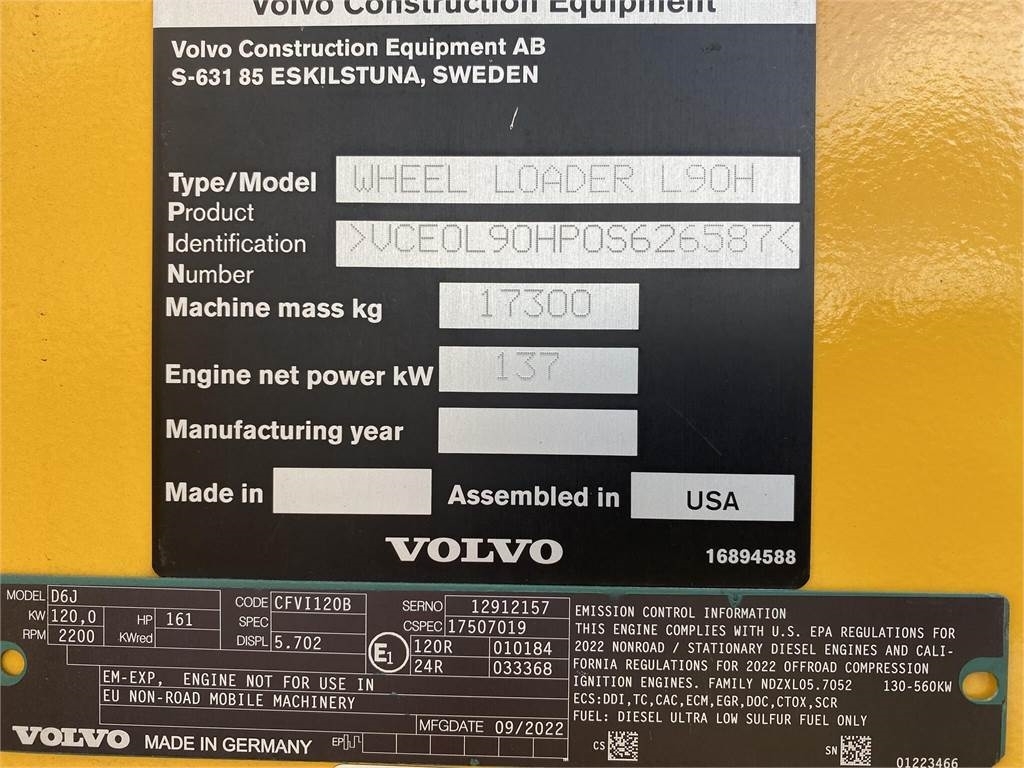 Volvo Construction Equipment
Volvo Construction Equipment AB
S-631 85 ESKILSTUNA, SWEDEN
Type/Model WHEEL LOADER L90H
Product
Identification >VCE0L90HP0S626587<
Number
Machine mass kg 17300
Engine net power kW 137
Manufacturing year
Made in Assembled in USA
VOLVO 16894588
MODEL D6J
KW 120,0 HP 161
RPM 2200 KWred
CODE CFVI120B
SPEC
DISPL 5.702
SERNO 12912157
CSPEC 17507019
E1 120R 010184
24R 033368
EM-EXP, ENGINE NOT FOR USE IN
EU NON-ROAD MOBILE MACHINERY
MFGDATE 09/2022
VOLVO MADE IN GERMANY EP
EMISSION CONTROL INFORMATION
THIS ENGINE COMPLIES WITH U.S. EPA REGULATIONS FOR
2022 NONROAD / STATIONARY DIESEL ENGINES AND CALI-
FORNIA REGULATIONS FOR 2022 OFFROAD COMPRESSION
IGNITION ENGINES. FAMILY NDZXL05.7052 130-560KW
ECS:DDI,TC,CAC,ECM,EGR,DOC,CTOX,SCR
FUEL: DIESEL ULTRA LOW SULFUR FUEL ONLY
CS SN 01223466